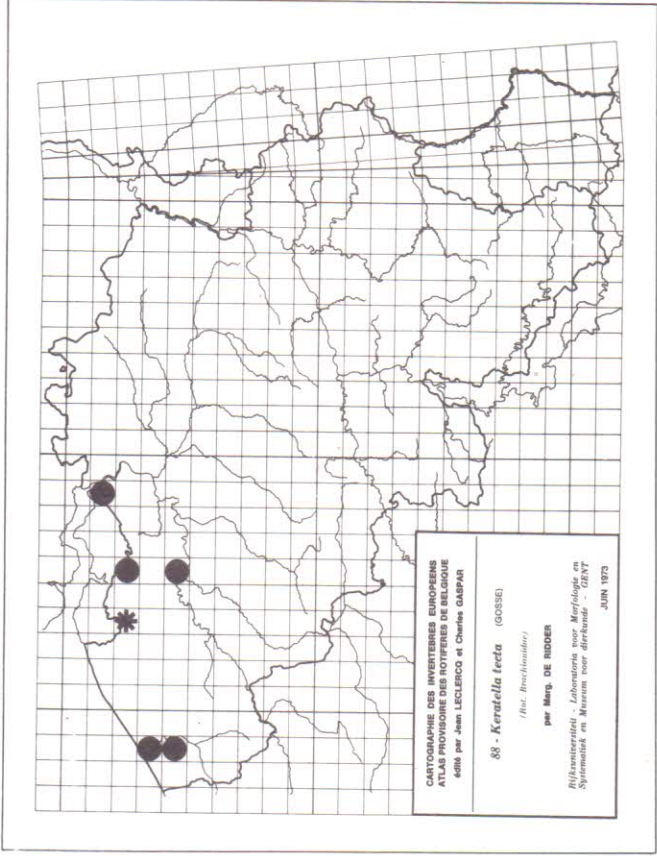 CARTOGRAPHIE DES INVERTEBRES EUROPEENS
ATLAS PROVISOIRE DES ROTIFERES DE BELGIQUE
édité par Jean LECLERCQ et Charles GASPAR
88 - Keratella tecta (GOSSE)
(Rot. Brachionidae)
par Marg. DE RIDDER
Rijksuniversiteit - Laboratoria voor Morfologie en
Systematiek en Museum voor dierkunde - GENT
JUIN 1973